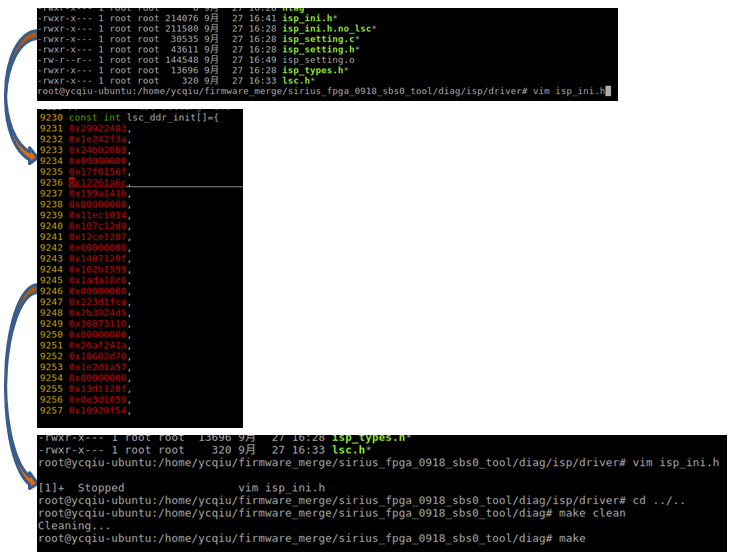 -rwxr-x--- 1 root root 214076 9月 27 16:41 isp_ini.h*
-rwxr-x--- 1 root root 211580 9月 27 16:28 isp_ini.h.no_lsc*
-rwxr-x--- 1 root root 30535 9月 27 16:28 isp_setting.c*
-rwxr-x--- 1 root root 43611 9月 27 16:28 isp_setting.h*
-rw-r--r-- 1 root root 144548 9月 27 16:49 isp_setting.o
-rwxr-x--- 1 root root 13696 9月 27 16:28 isp_types.h*
-rwxr-x--- 1 root root 320 9月 27 16:33 lsc.h*
root@ycqiu-ubuntu:/home/ycqiu/firmware_merge/sirius_fpga_0918_sbs0_tool/diag/isp/driver# vim isp_ini.h
9230 const int lsc_ddr_init[]={
9231 0x29922483,
9232 0x1e242f3a,
9233 0x24b020b9,
9234 0x00000000,
9235 0x17f6156f,
9236 0x12261a6c,
9237 0x159a141b,
9238 0x00000000,
9239 0x11ec1014,
9240 0x107c12d9,
9241 0x12ce1207,
9242 0x00000000,
9243 0x1487129f,
9244 0x162b1599,
9245 0x1ada18c6,
9246 0x00000000,
9247 0x223d1fca,
9248 0x2b3924d5,
9249 0x36873110,
9250 0x00000000,
9251 0x26af241a,
9252 0x18602d70,
9253 0x1e2d1a57,
9254 0x00000000,
9255 0x13d1128f,
9256 0x0e3d1659,
9257 0x10920f54,
-rwxr-x--- 1 root root 13696 9月 27 16:28 isp_types.h*
-rwxr-x--- 1 root root 320 9月 27 16:33 lsc.h*
root@ycqiu-ubuntu:/home/ycqiu/firmware_merge/sirius_fpga_0918_sbs0_tool/diag/isp/driver# vim isp_ini.h
[1]+ Stopped vim isp_ini.h
root@ycqiu-ubuntu:/home/ycqiu/firmware_merge/sirius_fpga_0918_sbs0_tool/diag/isp/driver# cd ../..
root@ycqiu-ubuntu:/home/ycqiu/firmware_merge/sirius_fpga_0918_sbs0_tool/diag# make clean
Cleaning...
root@ycqiu-ubuntu:/home/ycqiu/firmware_merge/sirius_fpga_0918_sbs0_tool/diag# make